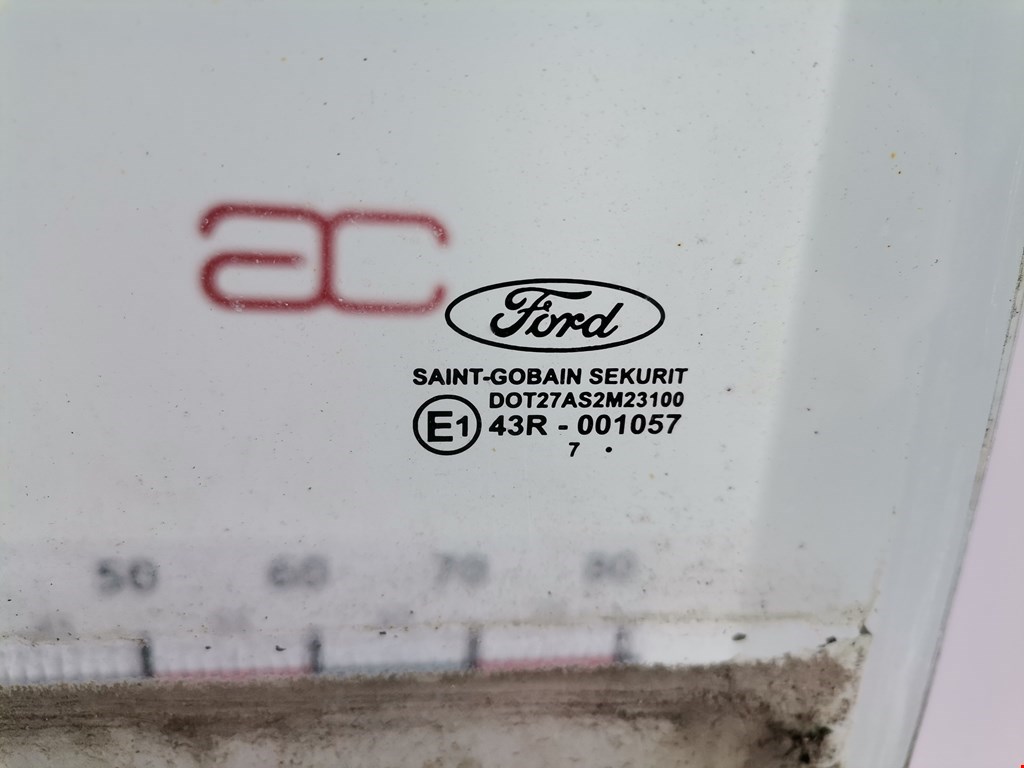 ac
Ford
SAINT-GOBAIN SEKURIT
DOT27AS2M23100
E1 43R - 001057
7 .
50 60 70 80